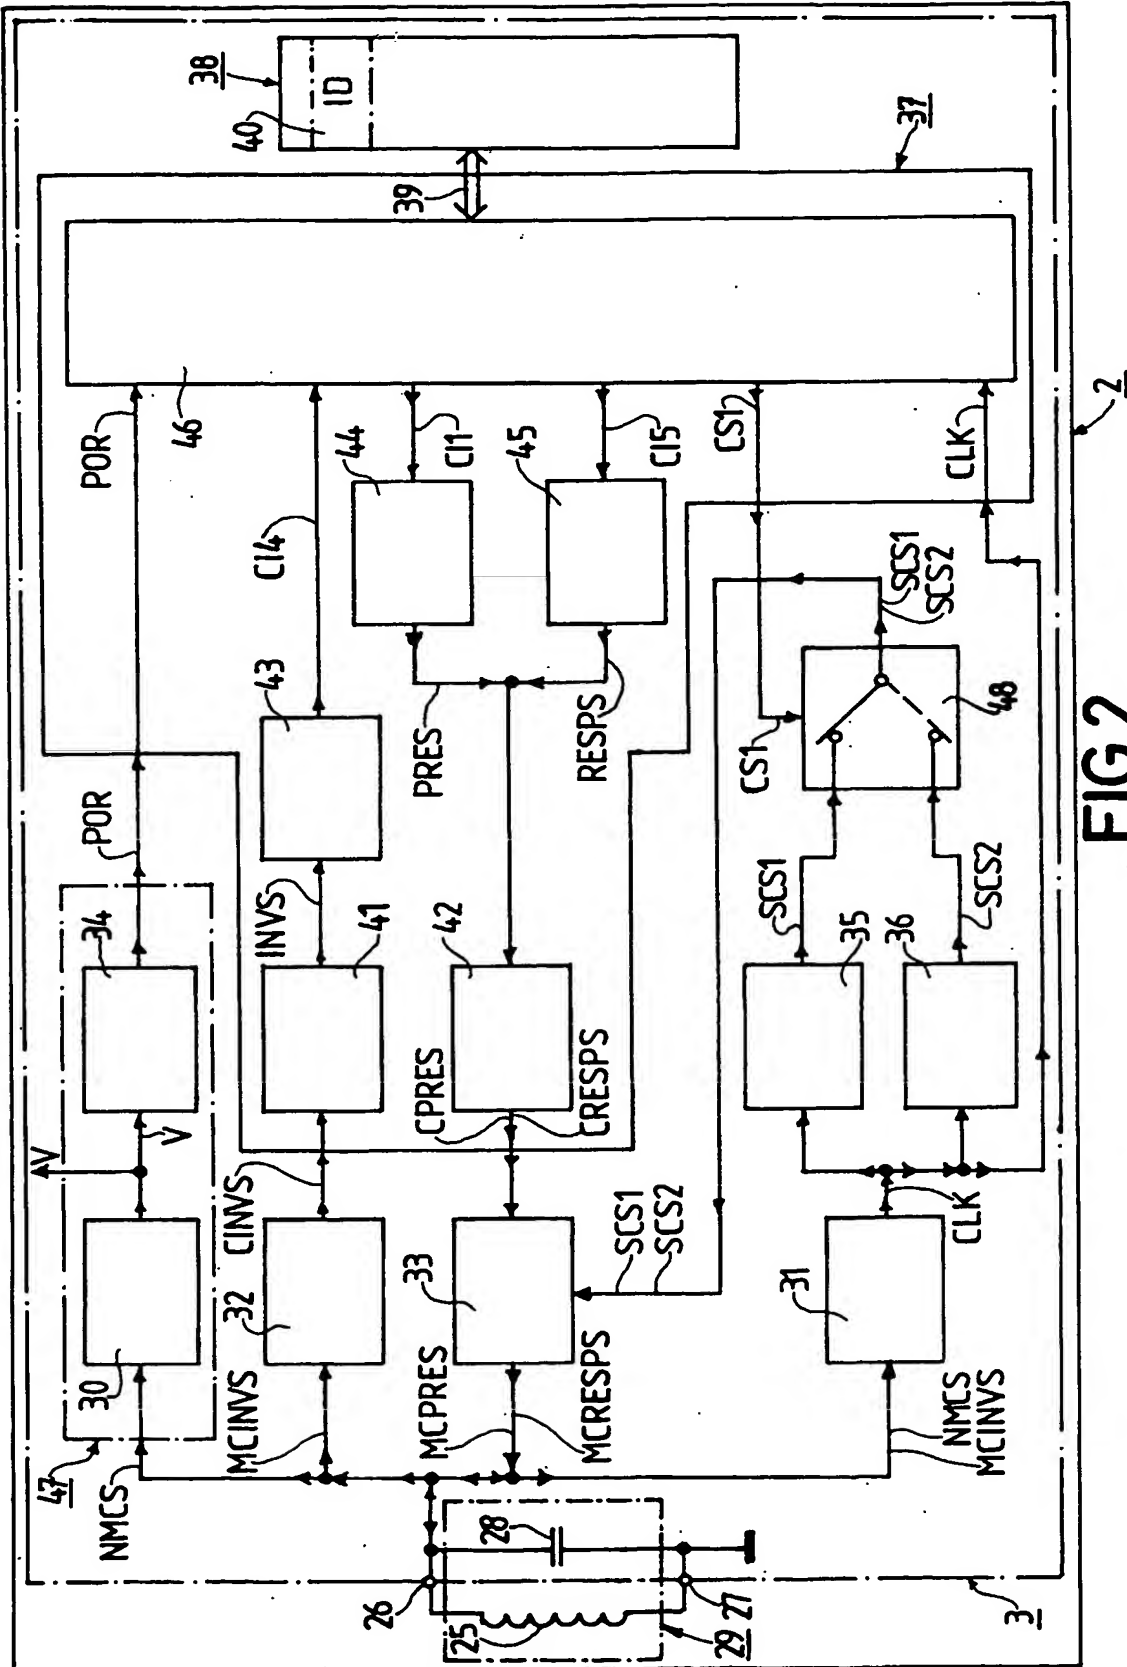 38
40
ID
39
37
POR
46
CI4
44
CI1
45
CI5
CS1
CLK
2
43
PRES
RESPS
SCS1
SCS2
CS1
48
POR
34
INVS
41
42
SCS1
35
SCS2
36
V
V
CINVS
CPRES
CRESPS
30
32
33
SCS1
SCS2
31
CLK
47
NMCS
MCINVS
MCPRES
MCRESPS
NMCS
MCINVS
26
28
25
27
29
3
FIG 2